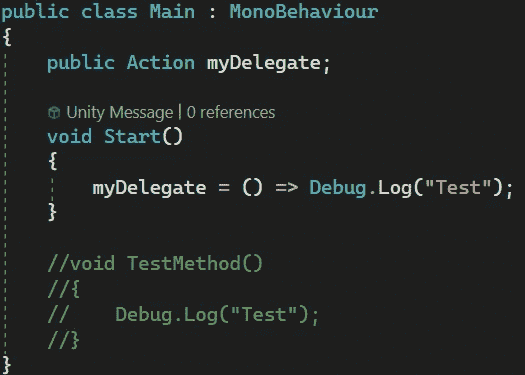 public class Main : MonoBehaviour
{
    public Action myDelegate;
    Unity Message | 0 references
    void Start()
    {
        myDelegate = () => Debug.Log("Test");
    }
    //void TestMethod()
    //{
    //    Debug.Log("Test");
    //}
}